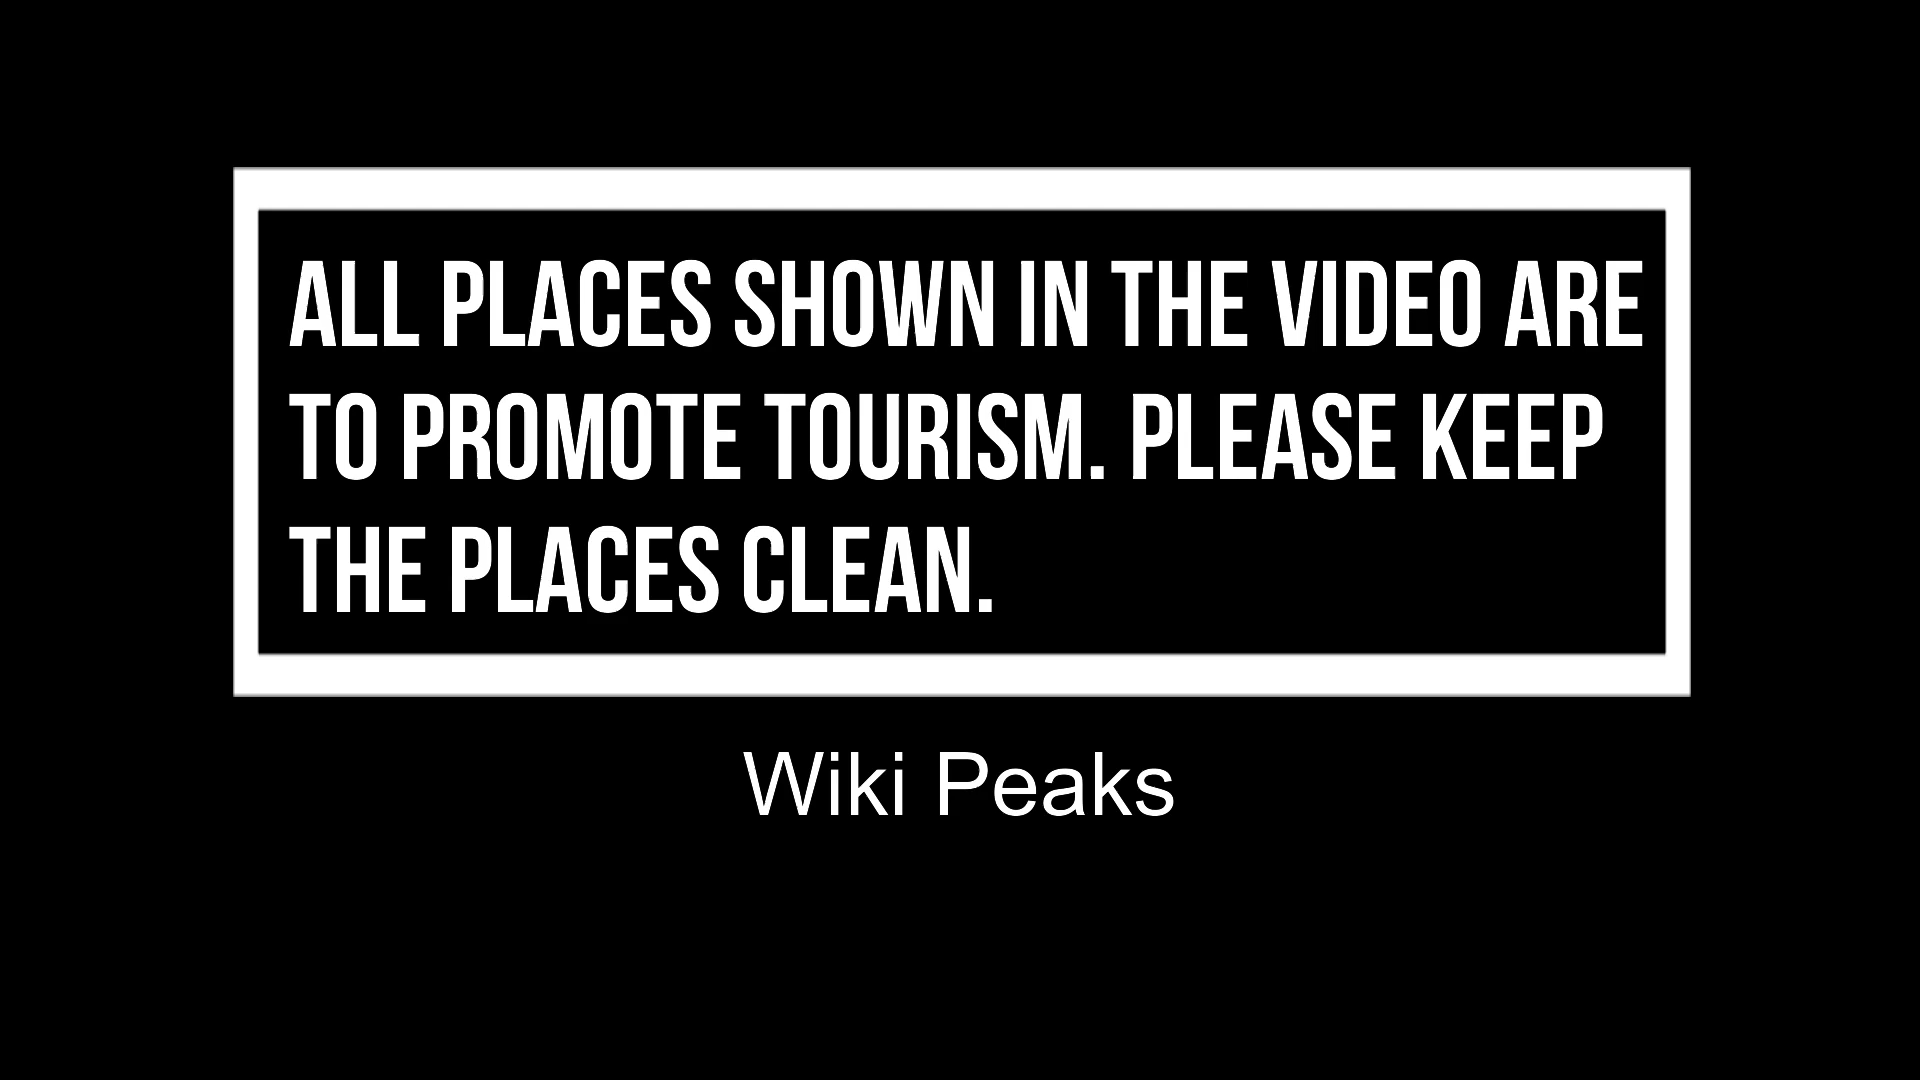 ALL PLACES SHOWN IN THE VIDEO ARE
TO PROMOTE TOURISM. PLEASE KEEP
THE PLACES CLEAN.
Wiki Peaks